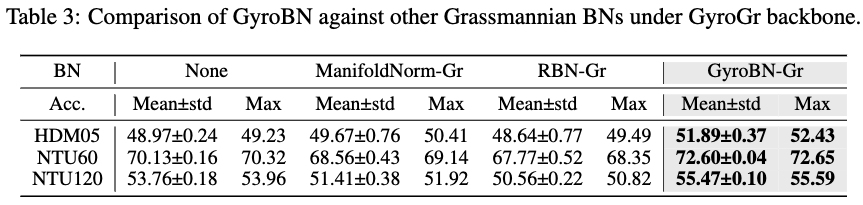 Table 3: Comparison of GyroBN against other Grassmannian BNs under GyroGr backbone.
BN None ManifoldNorm-Gr RBN-Gr GyroBN-Gr
Acc. Mean±std Max Mean±std Max Mean±std Max Mean±std Max
HDM05 48.97±0.24 49.23 49.67±0.76 50.41 48.64±0.77 49.49 51.89±0.37 52.43
NTU60 70.13±0.16 70.32 68.56±0.43 69.14 67.77±0.52 68.35 72.60±0.04 72.65
NTU120 53.76±0.18 53.96 51.41±0.38 51.92 50.56±0.22 50.82 55.47±0.10 55.59